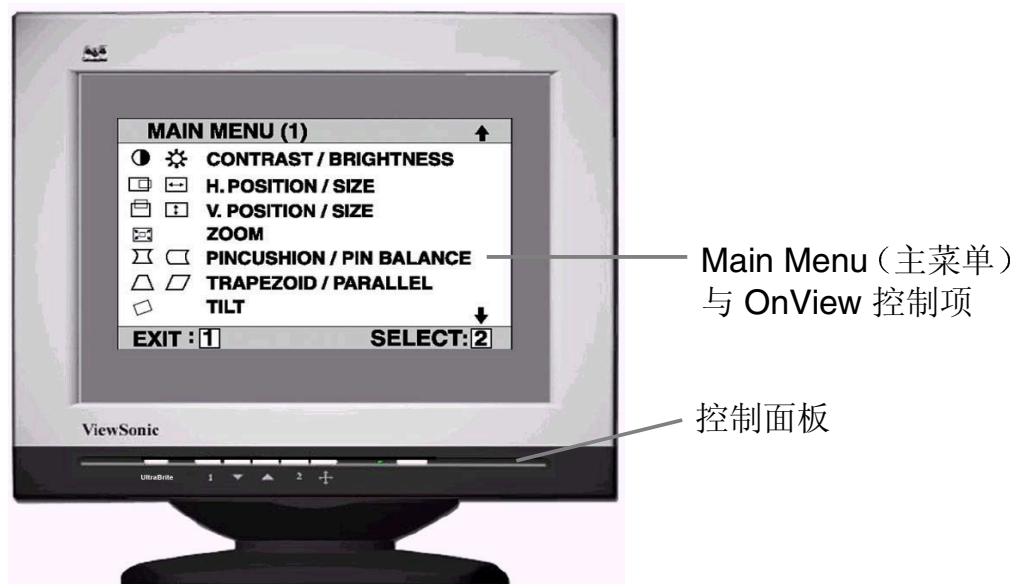 MAIN MENU (1)
CONTRAST / BRIGHTNESS
H. POSITION / SIZE
V. POSITION / SIZE
ZOOM
PINCUSHION / PIN BALANCE
TRAPEZOID / PARALLEL
TILT
EXIT : 1 SELECT: 2
Main Menu（主菜单）
与 OnView 控制项
控制面板
ViewSonic
UltraBrite 1 2